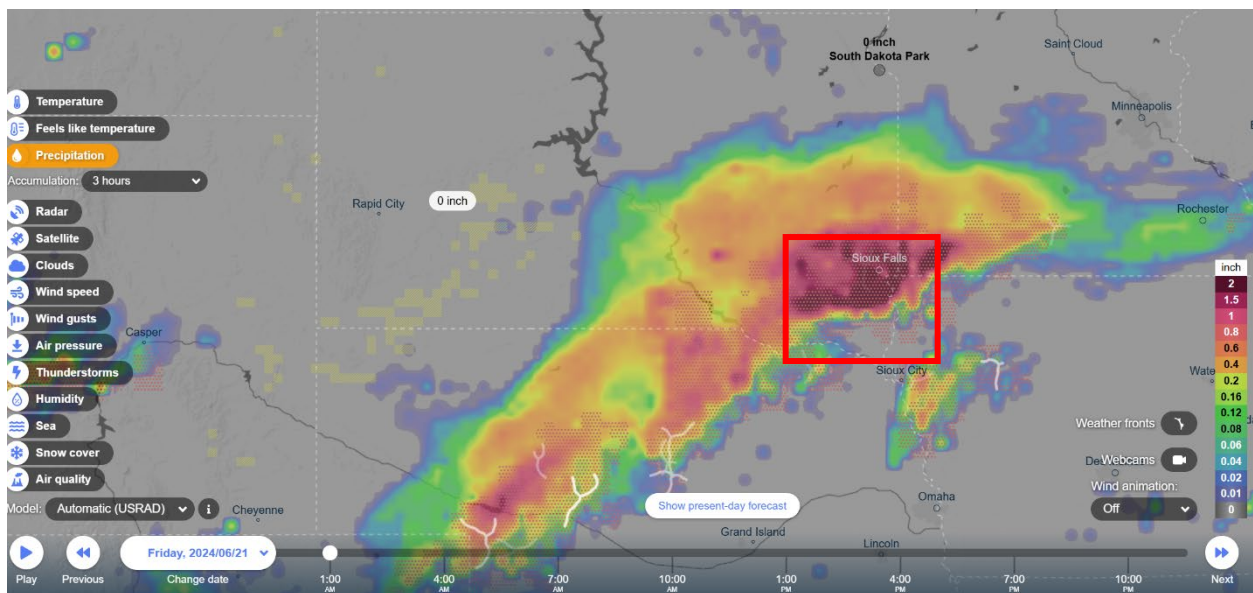 0 inch
South Dakota Park
Saint Cloud
Minneapolis
Temperature
Feels like temperature
Precipitation
Accumulation: 3 hours
Rapid City
0 inch
Rochester
Radar
Satellite
Clouds
Wind speed
Wind gusts
Air pressure
Thunderstorms
Humidity
Sea
Snow cover
Air quality
Model: Automatic (USRAD)
i
Sioux Falls
Casper
Sioux City
inch
2
1.5
1
0.8
0.6
0.4
0.2
0.16
0.12
0.08
0.06
0.04
0.02
0.01
0
Weather fronts
Webcams
Wind animation:
Off
Cheyenne
Show present-day forecast
Omaha
Grand Island
Lincoln
Play
Previous
Friday, 2024/06/21
Change date
1:00 AM
4:00 AM
7:00 AM
10:00 AM
1:00 PM
4:00 PM
7:00 PM
10:00 PM
Next